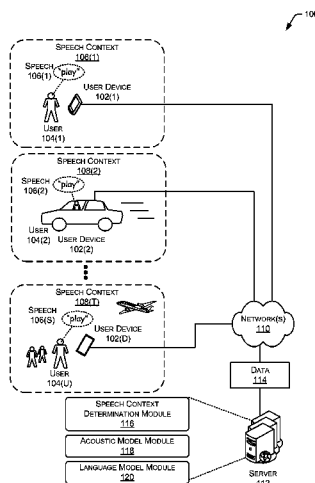 100
SPEECH CONTEXT
106(1)
SPEECH
106(1)
"play"
USER DEVICE
102(1)
USER
104(1)
SPEECH CONTEXT
108(2)
SPEECH
106(2)
"play"
USER
104(2)
USER DEVICE
102(2)
SPEECH CONTEXT
108(T)
SPEECH
106(S)
"play"
USER DEVICE
102(D)
USER
104(U)
NETWORK(S)
110
DATA
114
SPEECH CONTEXT
DETERMINATION MODULE
116
ACOUSTIC MODEL MODULE
118
LANGUAGE MODEL MODULE
120
SERVER
112